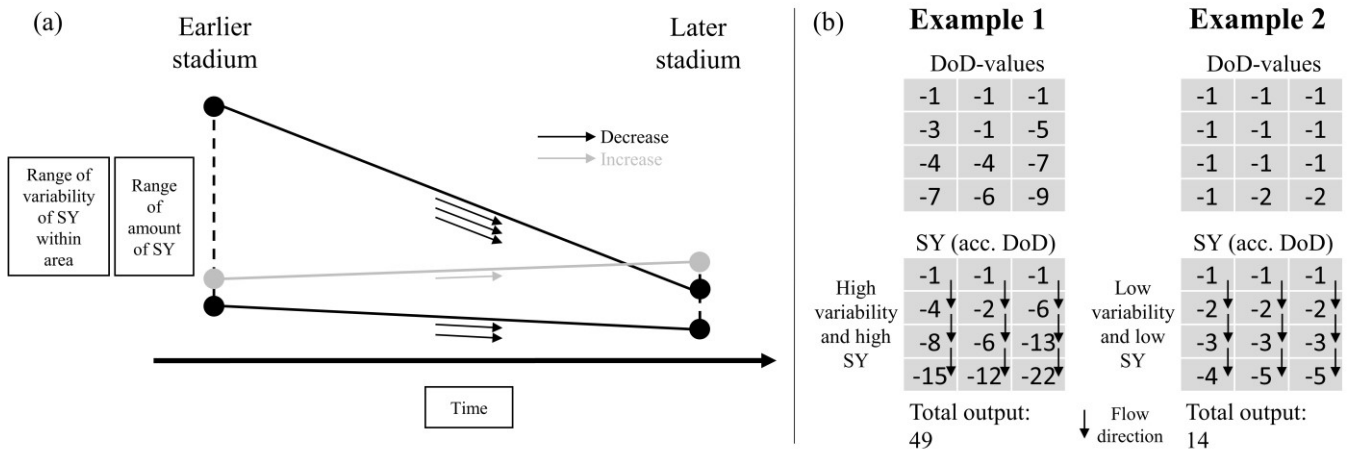 (a)
Earlier
stadium
Later
stadium
Decrease
Increase
Range of
variability
of SY
within
area
Range
of
amount
of SY
Time
(b)
Example 1
DoD-values
-1 -1 -1
-3 -1 -5
-4 -4 -7
-7 -6 -9
SY (acc. DoD)
High
variability
and high
SY
-1 -1 -1
-4 -2 -6
-8 -6 -13
-15 -12 -22
Total output:
49
Flow
direction
Example 2
DoD-values
-1 -1 -1
-1 -1 -1
-1 -1 -1
-1 -2 -2
SY (acc. DoD)
Low
variability
and low
SY
-1 -1 -1
-2 -2 -2
-3 -3 -3
-4 -5 -5
Total output:
14